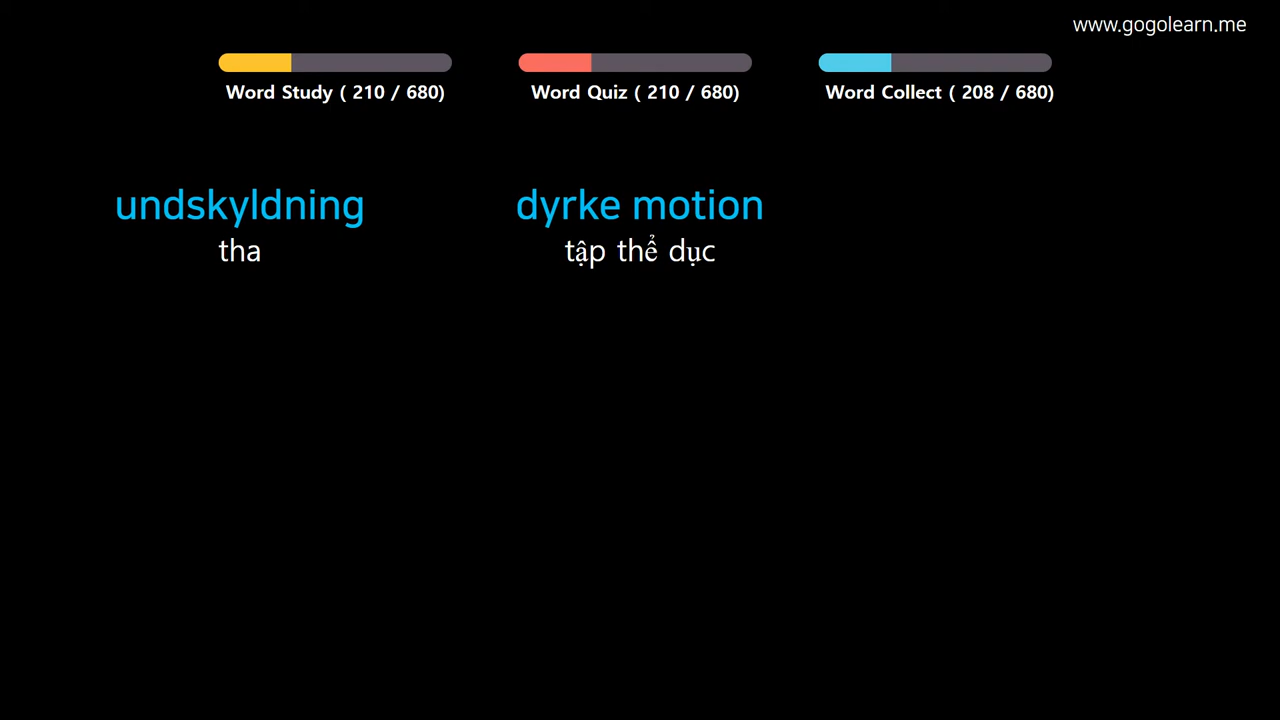 www.gogolearn.me
Word Study ( 210 / 680)
Word Quiz ( 210 / 680)
Word Collect ( 208 / 680)
undskyldning
tha
dyrke motion
tập thể dục